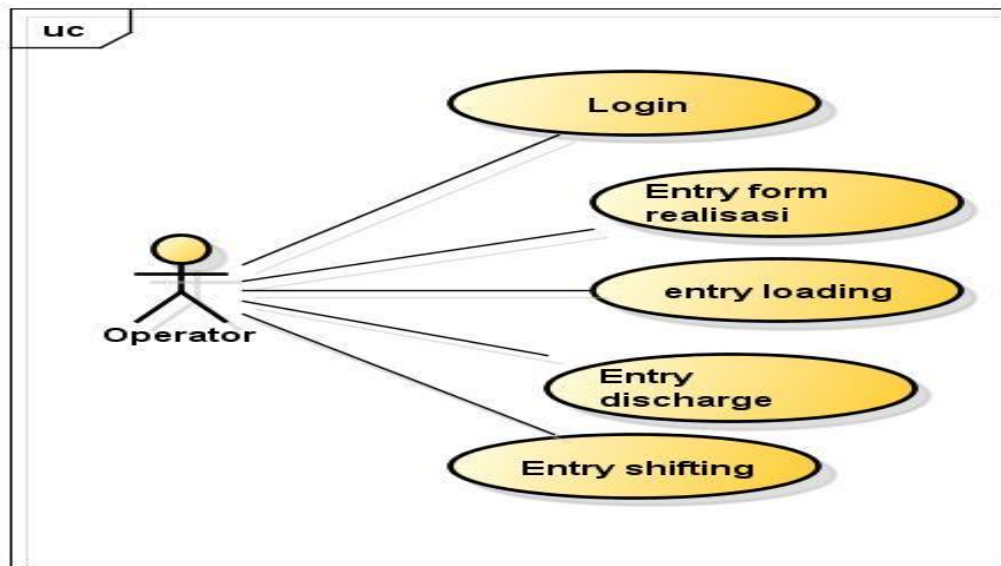 uc
Login
Entry form
realisasi
entry loading
Operator
Entry
discharge
Entry shifting